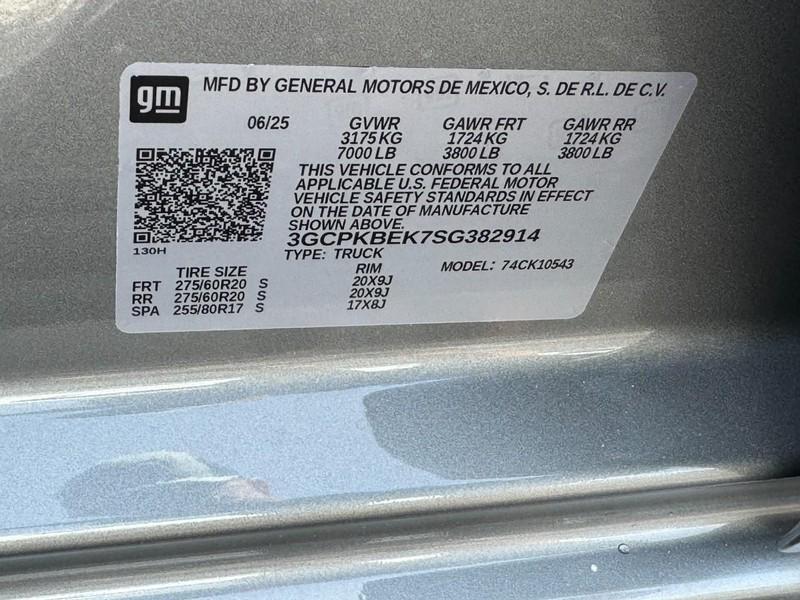 gm MFD BY GENERAL MOTORS DE MEXICO, S. DE R.L. DE C.V.
06/25 GVWR GAWR FRT GAWR RR
3175 KG 1724 KG 1724 KG
7000 LB 3800 LB 3800 LB
THIS VEHICLE CONFORMS TO ALL
APPLICABLE U.S. FEDERAL MOTOR
VEHICLE SAFETY STANDARDS IN EFFECT
ON THE DATE OF MANUFACTURE
SHOWN ABOVE.
130H
3GCPKBEK7SG382914
TYPE: TRUCK
MODEL: 74CK10543
TIRE SIZE RIM
FRT 275/60R20 S 20X9J
RR 275/60R20 S 20X9J
SPA 255/80R17 S 17X8J